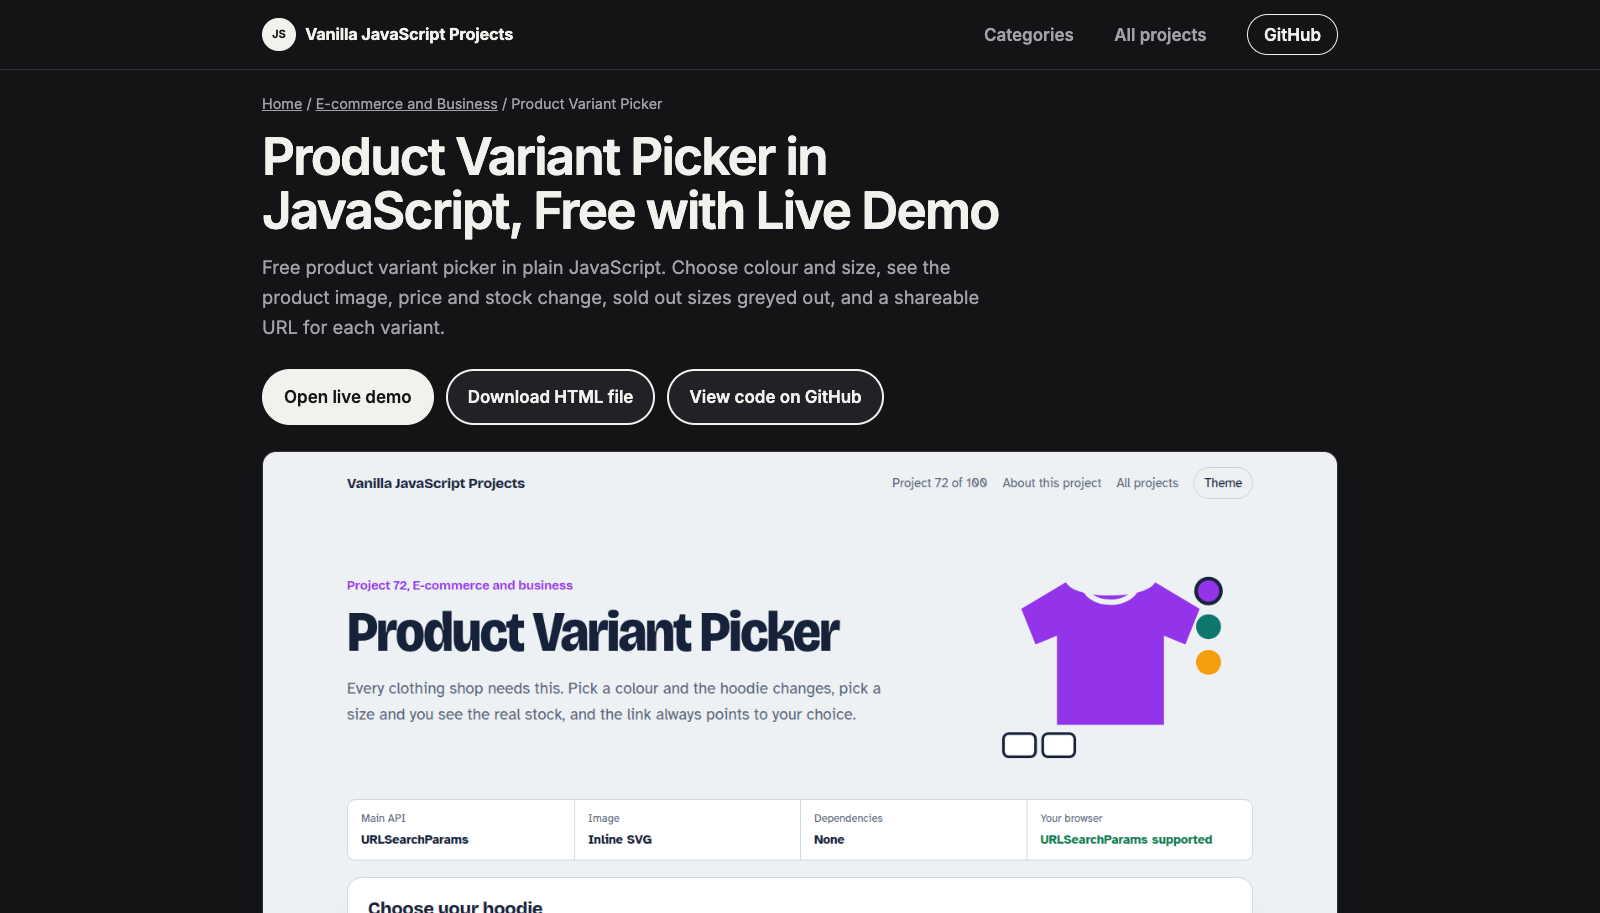 JS
Vanilla JavaScript Projects
Categories
All projects
GitHub
Home / E-commerce and Business / Product Variant Picker
Product Variant Picker in
JavaScript, Free with Live Demo
Free product variant picker in plain JavaScript. Choose colour and size, see the
product image, price and stock change, sold out sizes greyed out, and a shareable
URL for each variant.
Open live demo
Download HTML file
View code on GitHub
Vanilla JavaScript Projects
Project 72 of 100
About this project
All projects
Theme
Project 72, E-commerce and business
Product Variant Picker
Every clothing shop needs this. Pick a colour and the hoodie changes, pick a
size and you see the real stock, and the link always points to your choice.
Main API
URLSearchParams
Image
Inline SVG
Dependencies
None
Your browser
URLSearchParams supported
Choose your hoodie